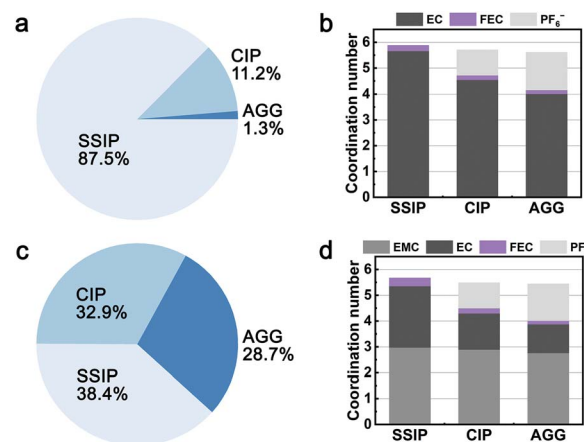 a
CIP
11.2%
AGG
1.3%
SSIP
87.5%
b
EC FEC PF₆⁻
Coordination number
6
5
4
3
2
1
0
SSIP CIP AGG
c
CIP
32.9%
AGG
28.7%
SSIP
38.4%
d
EMC EC FEC PF
Coordination number
6
5
4
3
2
1
0
SSIP CIP AGG